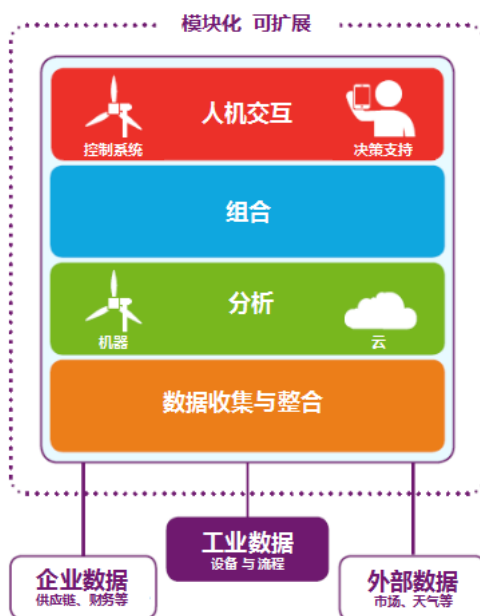 模块化 可扩展
人机交互
控制系统
决策支持
组合
分析
机器
云
数据收集与整合
工业数据
设备 与 流程
企业数据
供应链、财务等
外部数据
市场、天气等